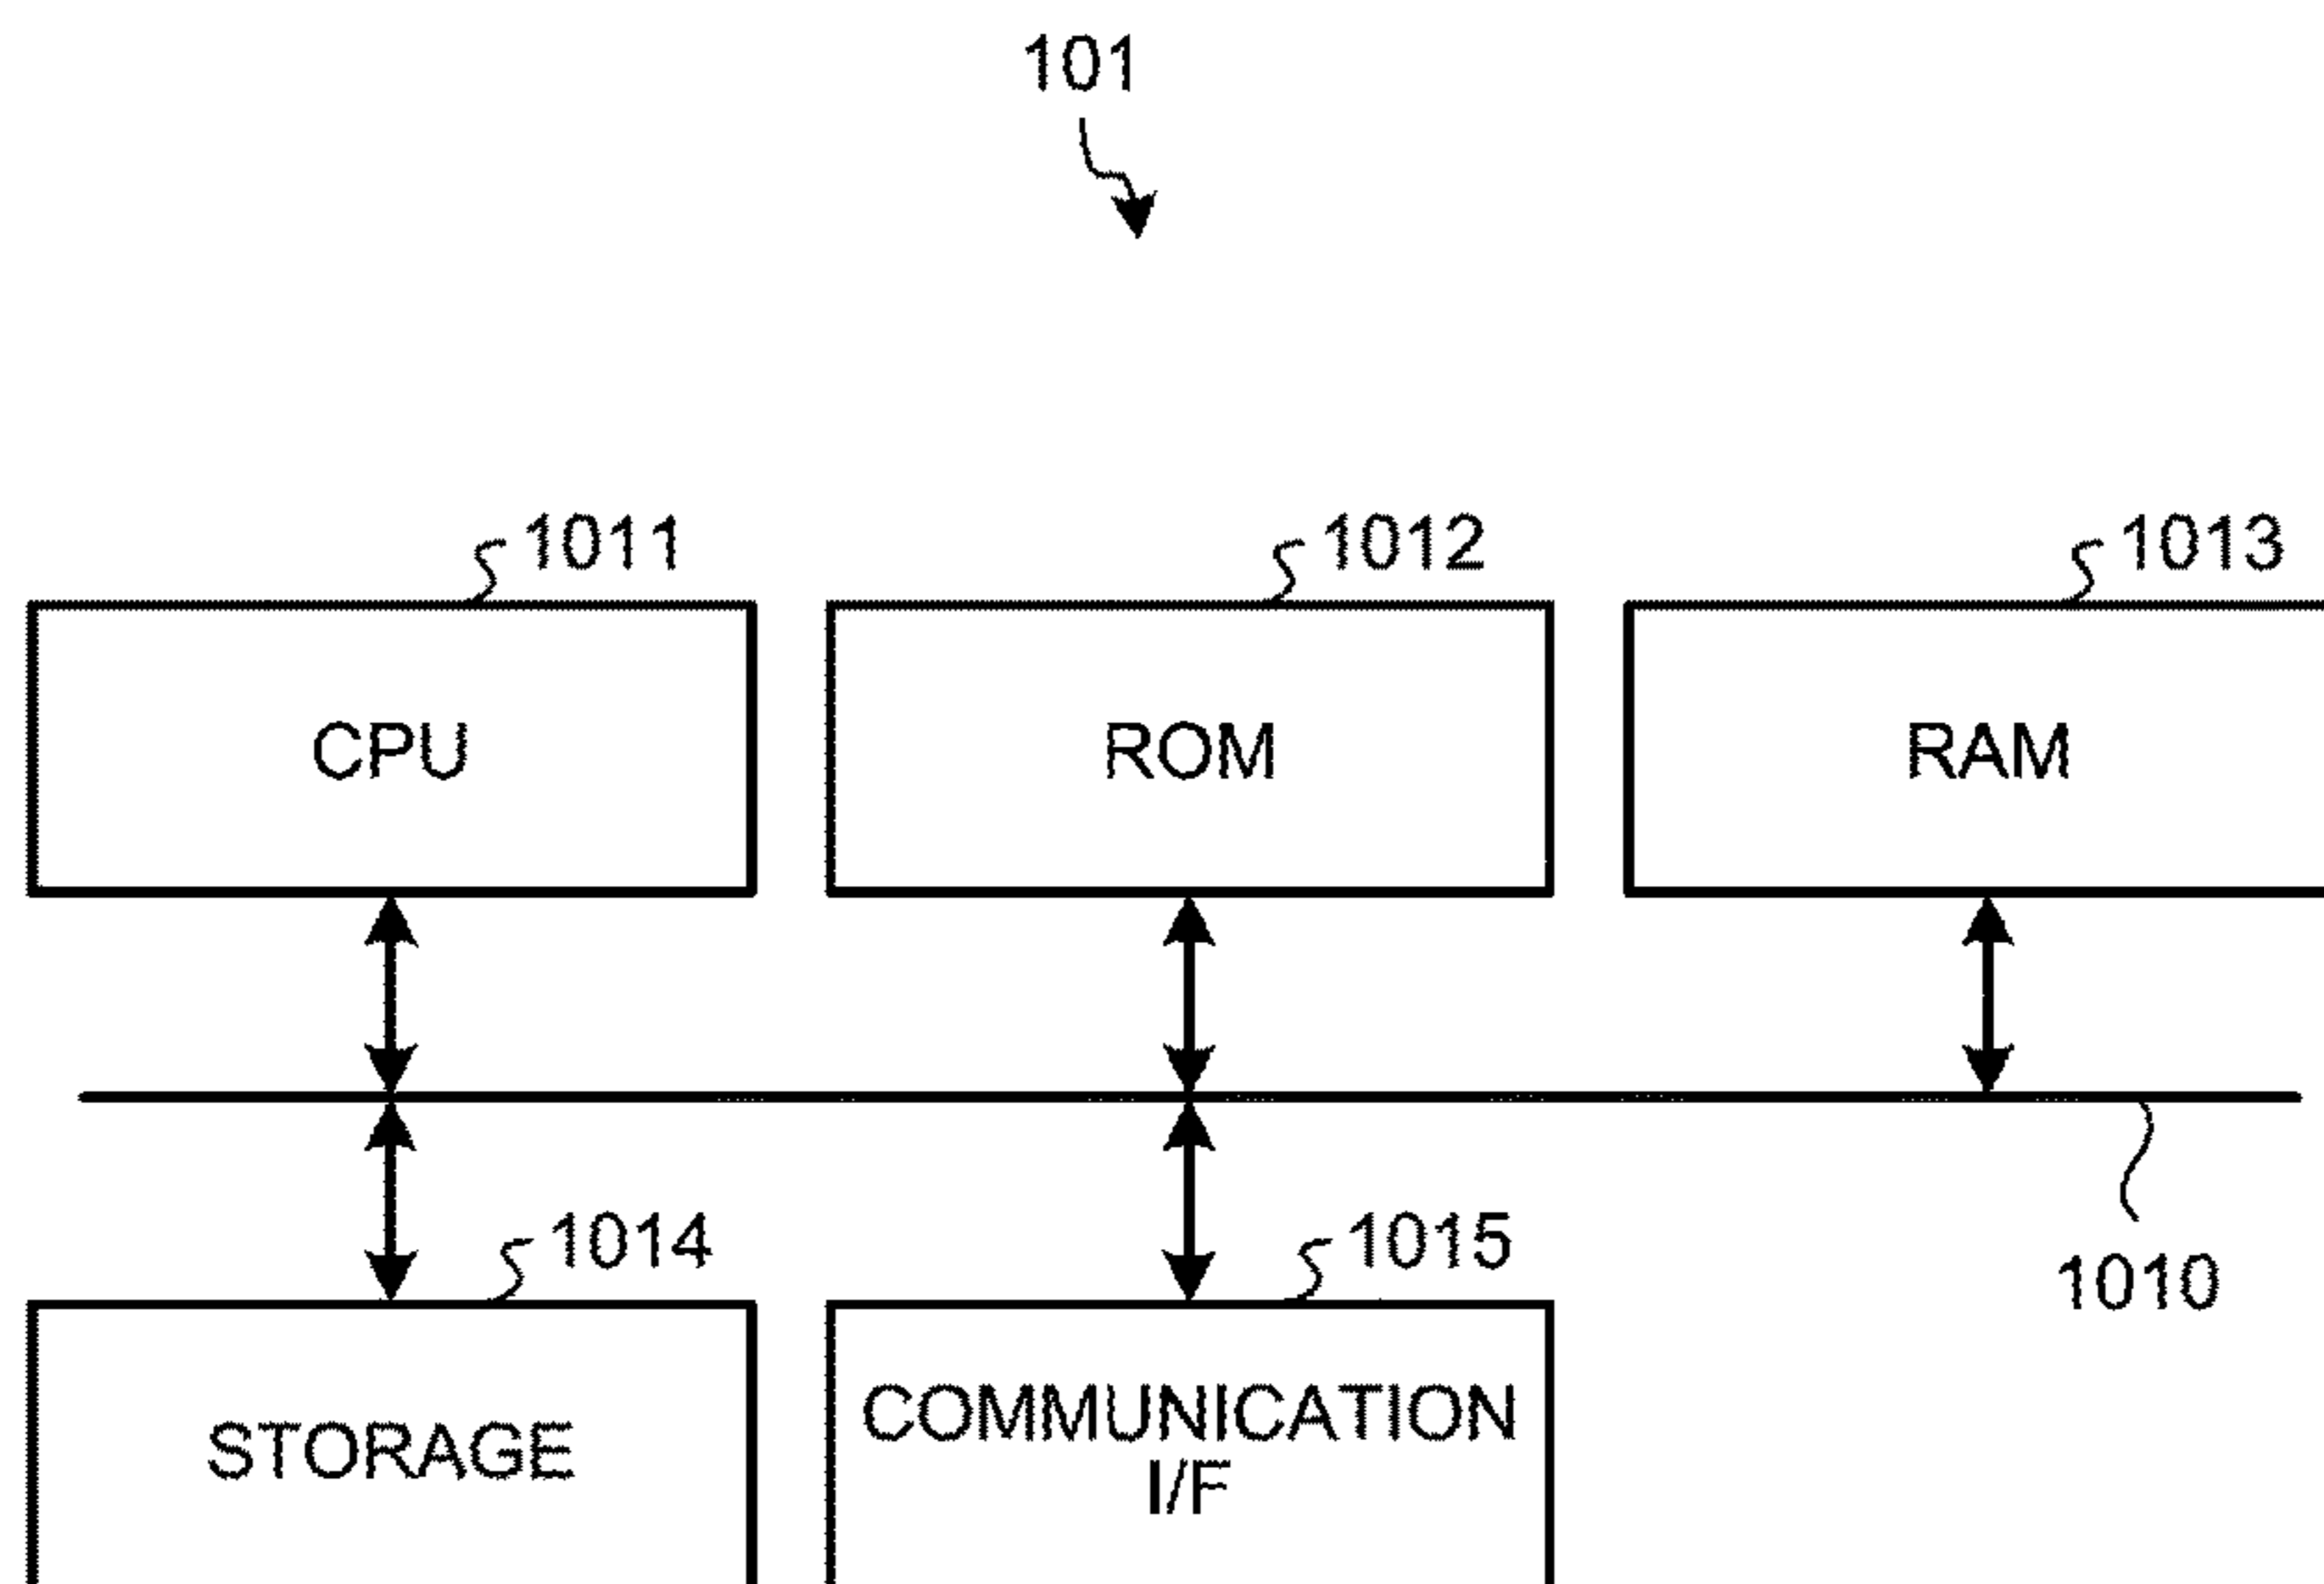 101
1011
1012
1013
CPU
ROM
RAM
1014
1015
1010
STORAGE
COMMUNICATION
I/F